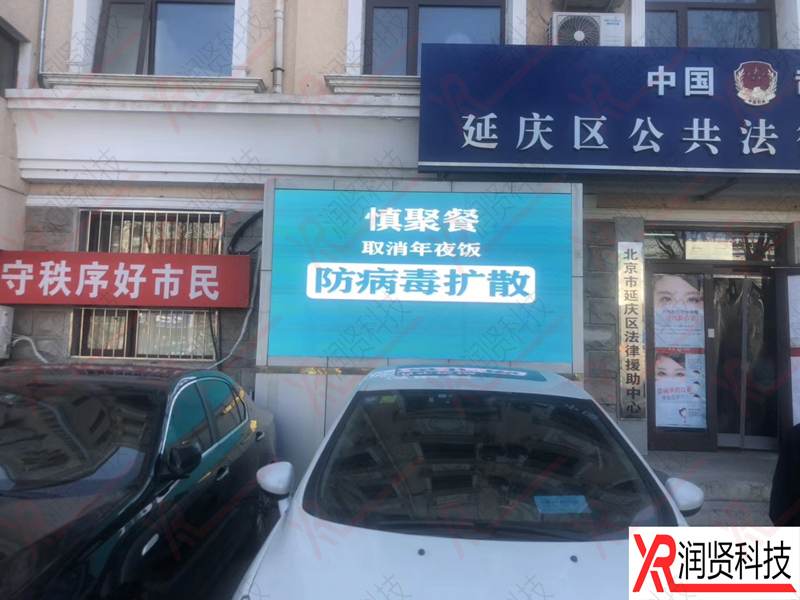 中国
延庆区公共法
慎聚餐
取消年夜饭
防病毒扩散
守秩序好市民
北京市延庆区法律援助中心
润贤科技